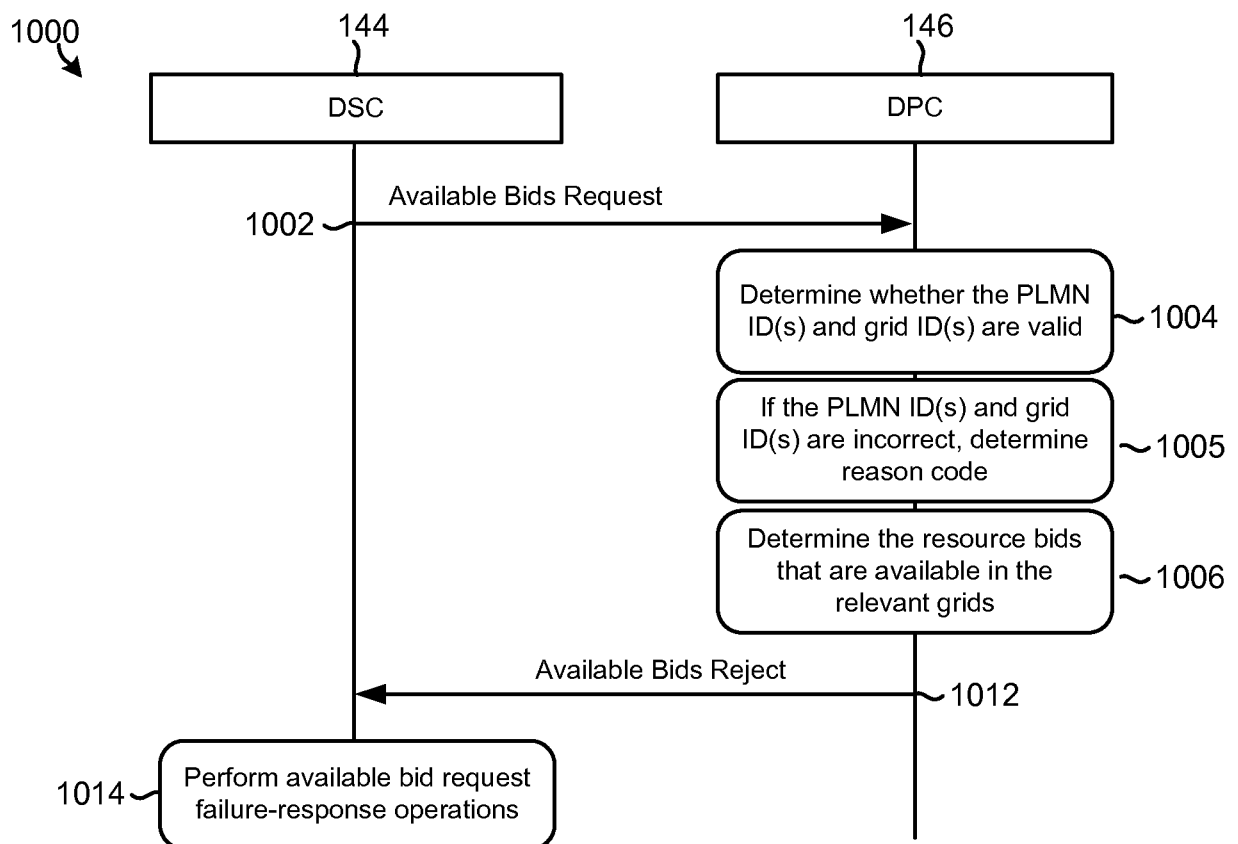 1000
144
146
DSC
DPC
Available Bids Request
1002
Determine whether the PLMN
ID(s) and grid ID(s) are valid
1004
If the PLMN ID(s) and grid
ID(s) are incorrect, determine
reason code
1005
Determine the resource bids
that are available in the
relevant grids
1006
Available Bids Reject
1012
Perform available bid request
failure-response operations
1014